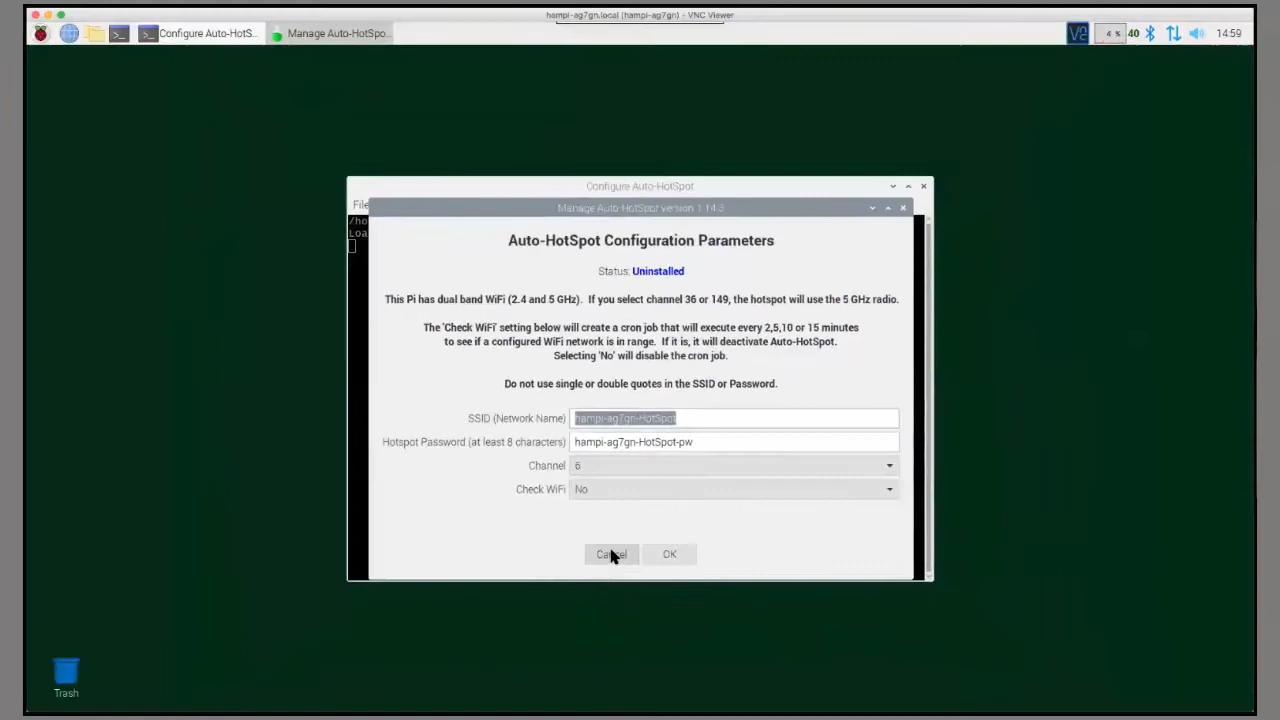 hampi-ag7gn.local (hampi-ag7gn) - VNC Viewer
Configure Auto-HotS...
Manage Auto-HotSpo...
4 %
40
14:59
Configure Auto-HotSpot
File
Manage Auto-HotSpot version 1.14.3
/ho
Loa
Auto-HotSpot Configuration Parameters
Status: Uninstalled
This Pi has dual band WiFi (2.4 and 5 GHz). If you select channel 36 or 149, the hotspot will use the 5 GHz radio.
The 'Check WiFi' setting below will create a cron job that will execute every 2,5,10 or 15 minutes
to see if a configured WiFi network is in range. If it is, it will deactivate Auto-HotSpot.
Selecting 'No' will disable the cron job.
Do not use single or double quotes in the SSID or Password.
SSID (Network Name) hampi-ag7gn-HotSpot
Hotspot Password (at least 8 characters) hampi-ag7gn-HotSpot-pw
Channel 6
Check WiFi No
Cancel OK
Trash